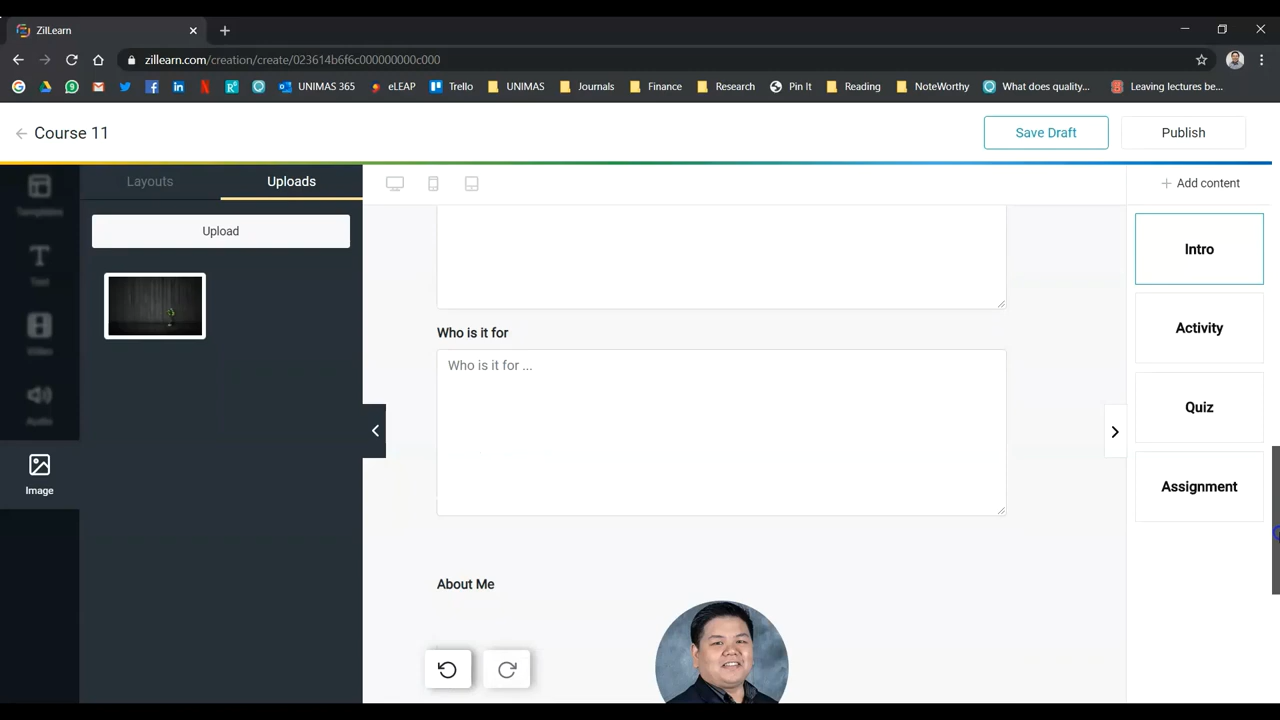 ZilLearn
zillearn.com/creation/create/023614b6f6c000000000c000
UNIMAS 365 eLEAP Trello UNIMAS Journals Finance Research Pin It Reading NoteWorthy What does quality... Leaving lectures be...
Course 11 Save Draft Publish
Layouts Uploads Add content
Templates
Upload
Text
Intro
Video
Activity
Who is it for
Who is it for ...
Audio
Quiz
Image
Assignment
About Me